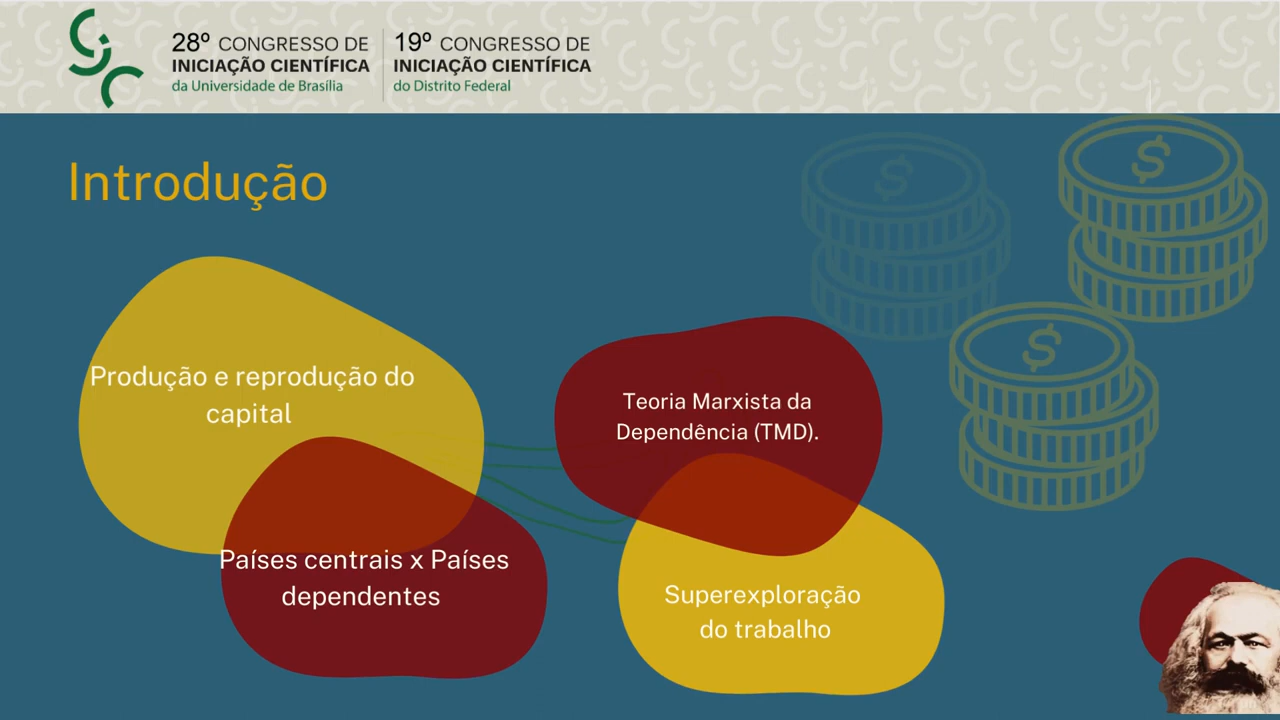 28º CONGRESSO DE
INICIAÇÃO CIENTÍFICA
da Universidade de Brasília
19º CONGRESSO DE
INICIAÇÃO CIENTÍFICA
do Distrito Federal
Introdução
Produção e reprodução do
capital
Países centrais x Países
dependentes
Teoria Marxista da
Dependência (TMD).
Superexploração
do trabalho